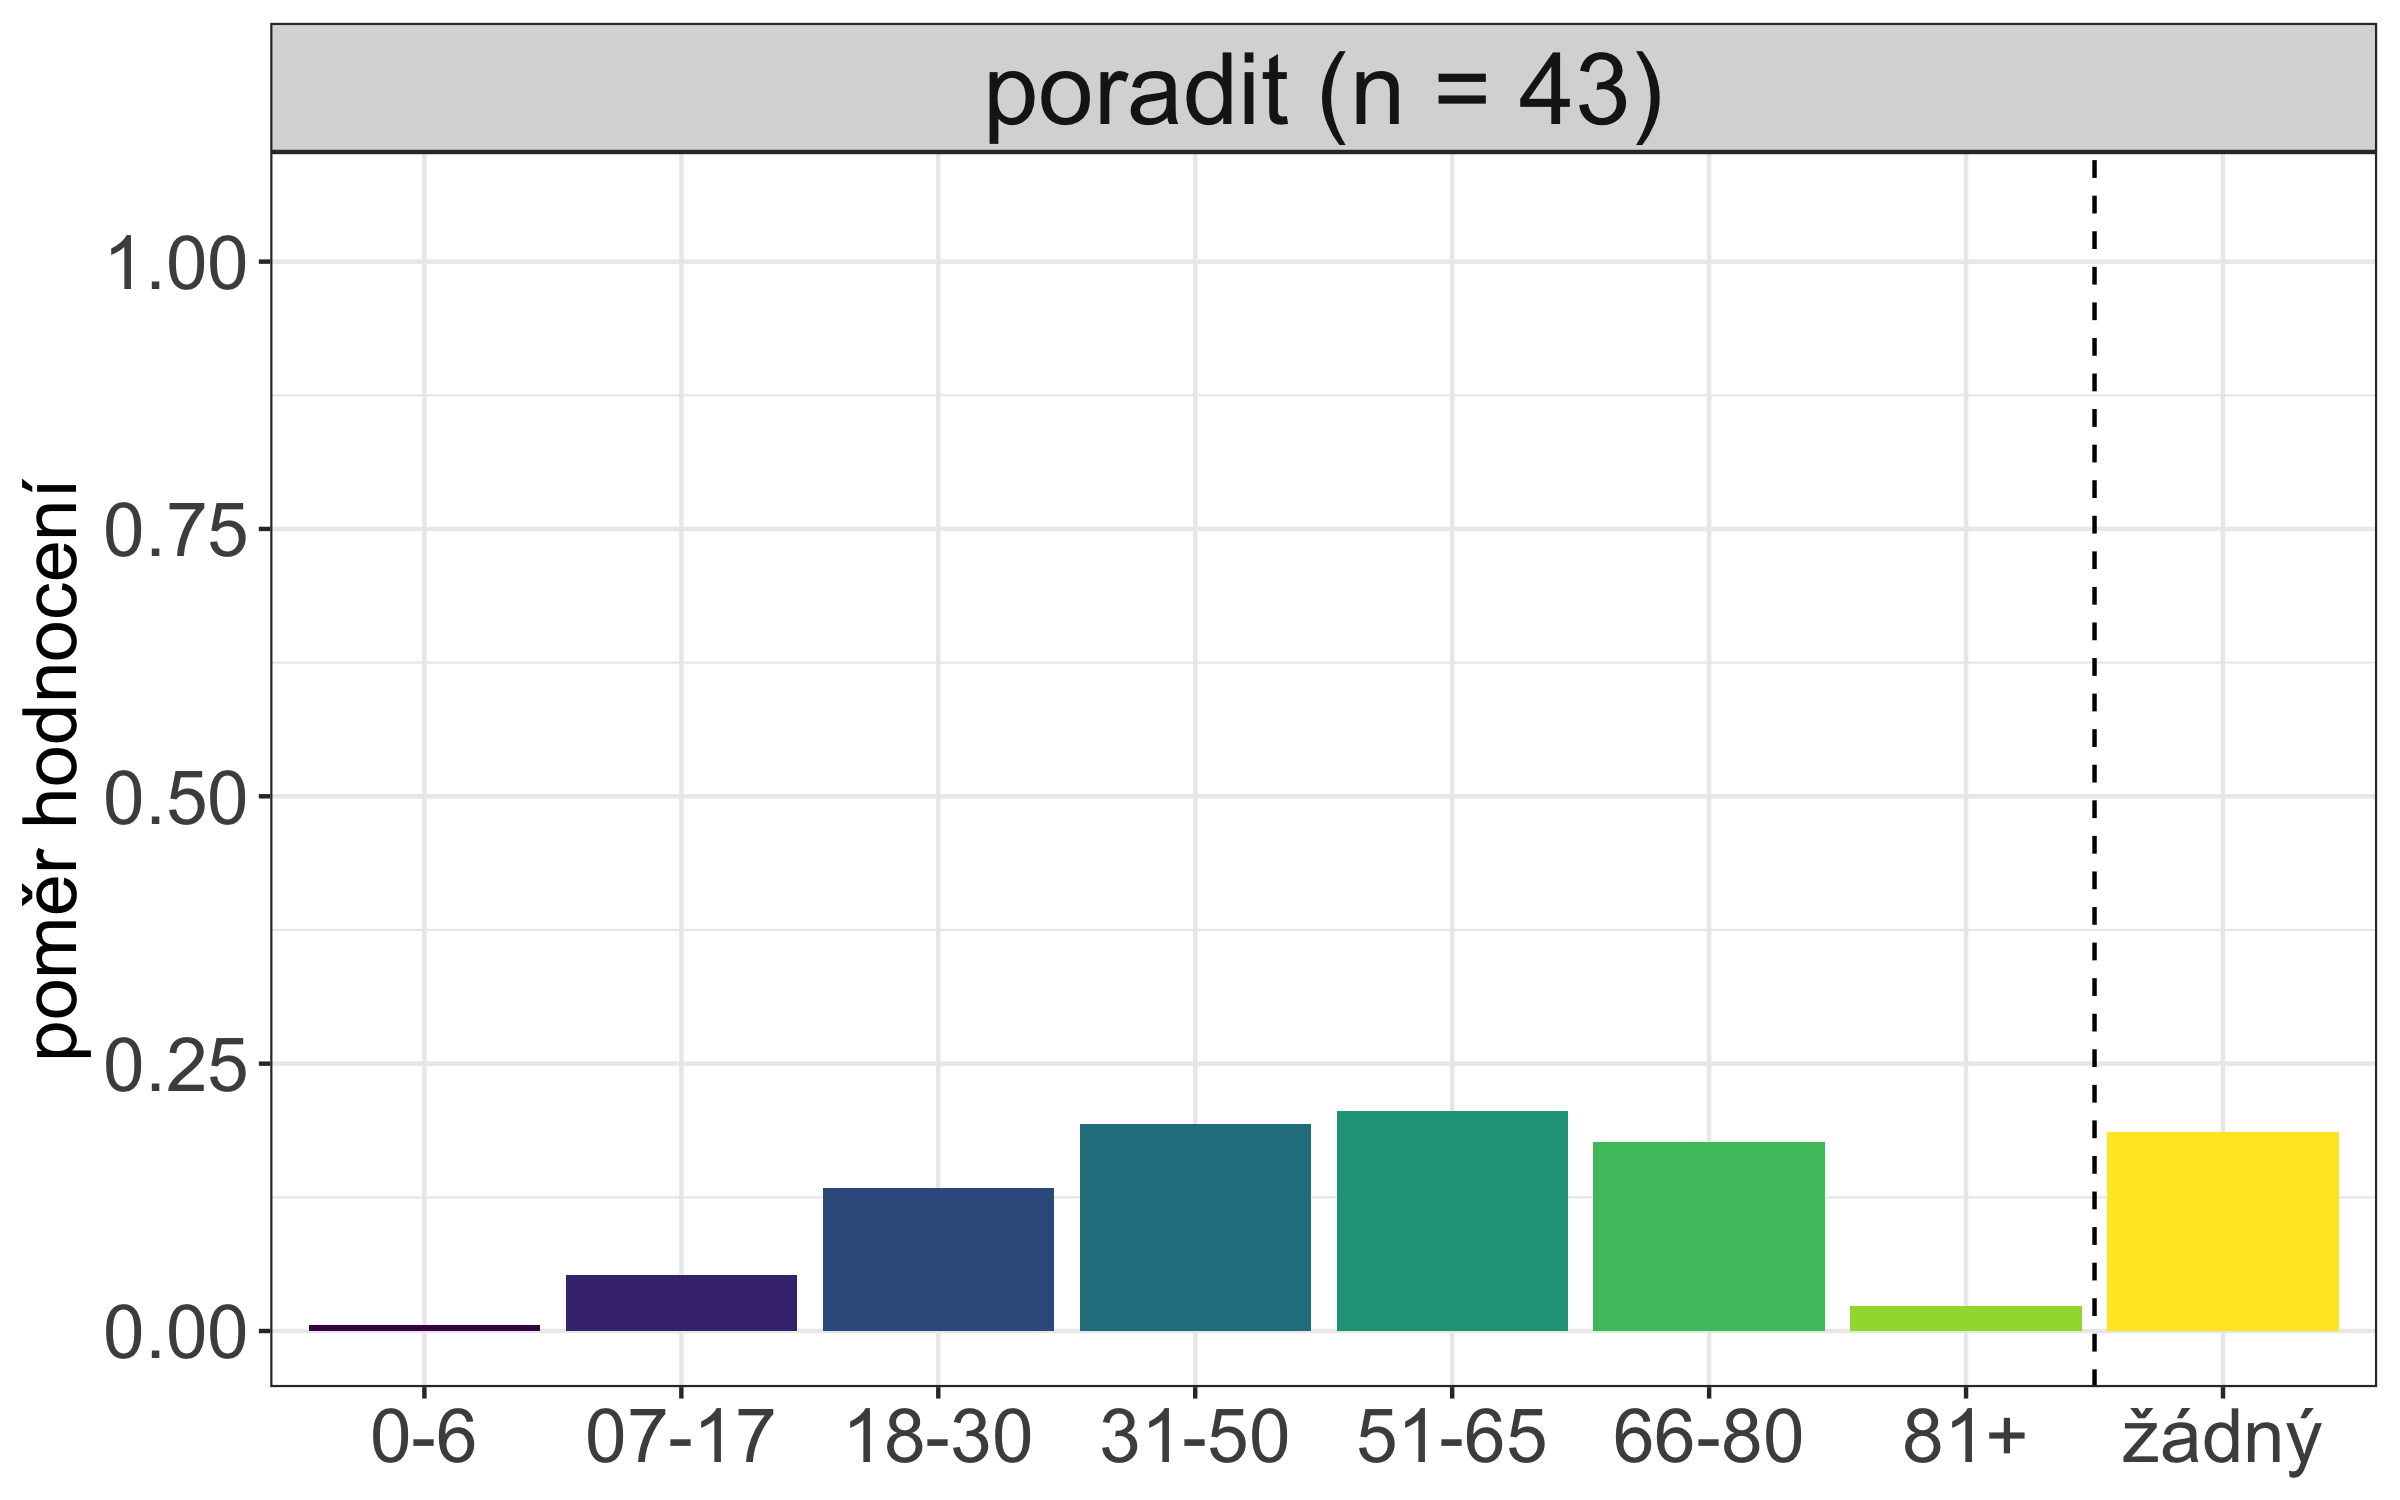 poradit (n = 43)
poměr hodnocení
1.00
0.75
0.50
0.25
0.00
0-6 07-17 18-30 31-50 51-65 66-80 81+ žádný